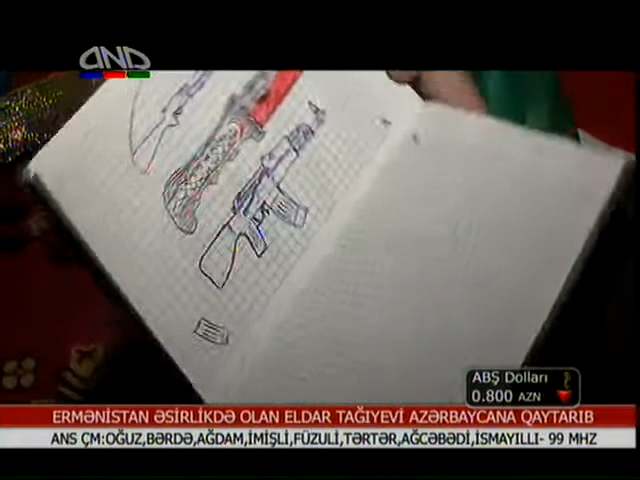 ANS
ABŞ Dolları
0.800 AZN
ERMƏNİSTAN ƏSİRLİKDƏ OLAN ELDAR TAĞIYEVİ AZƏRBAYCANA QAYTARIB
ANS ÇM:OĞUZ,BƏRDƏ,AĞDAM,İMİŞLİ,FÜZULİ,TƏRTƏR,AĞCƏBƏDİ,İSMAYILLI- 99 MHZ